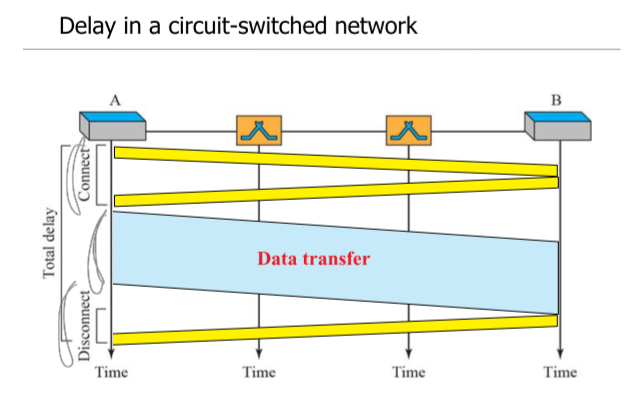 Delay in a circuit-switched network
A
B
Connect
Total delay
Data transfer
Disconnect
Time
Time
Time
Time